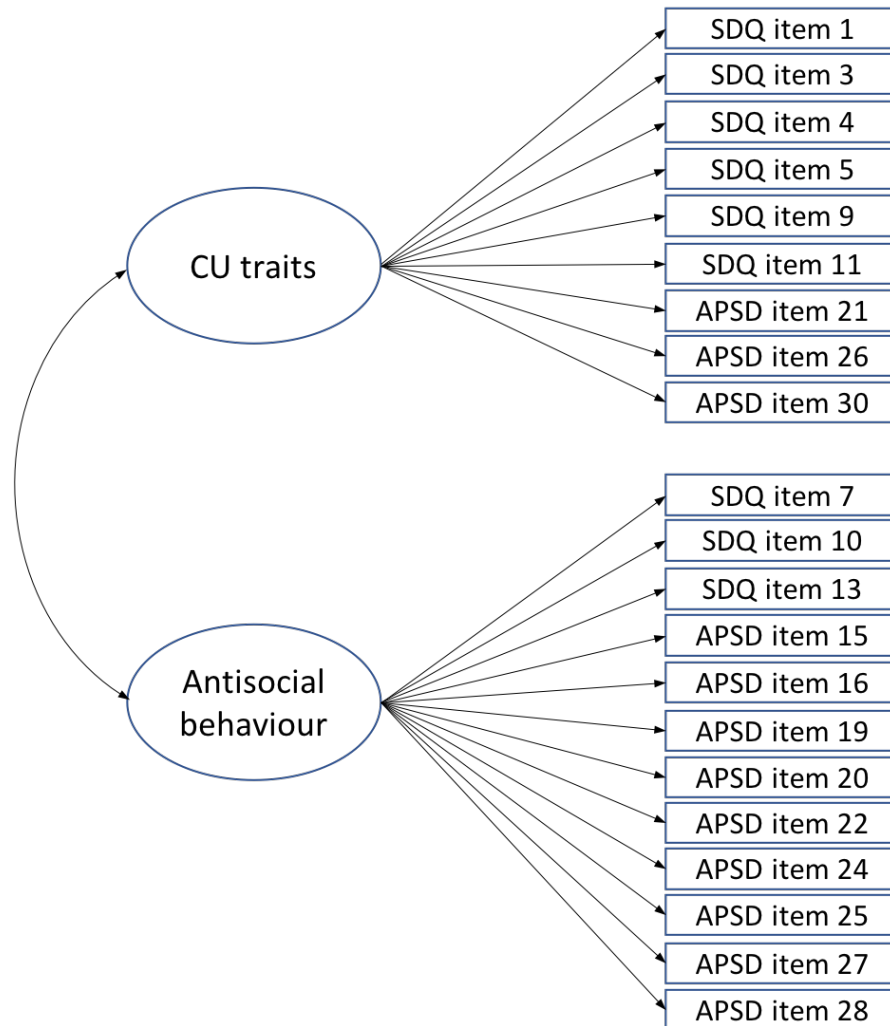 SDQ item 1
SDQ item 3
SDQ item 4
SDQ item 5
SDQ item 9
SDQ item 11
APSD item 21
APSD item 26
APSD item 30
CU traits
SDQ item 7
SDQ item 10
SDQ item 13
APSD item 15
APSD item 16
APSD item 19
APSD item 20
APSD item 22
APSD item 24
APSD item 25
APSD item 27
APSD item 28
Antisocial
behaviour